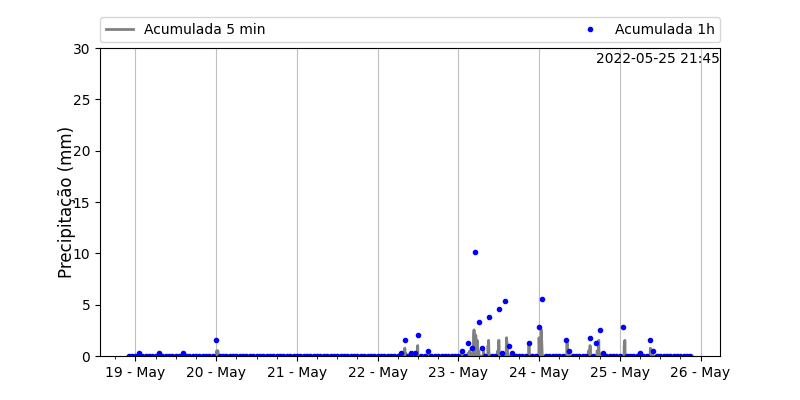 Acumulada 5 min
Acumulada 1h
2022-05-25 21:45
Precipitação (mm)
30
25
20
15
10
5
0
19 - May
20 - May
21 - May
22 - May
23 - May
24 - May
25 - May
26 - May